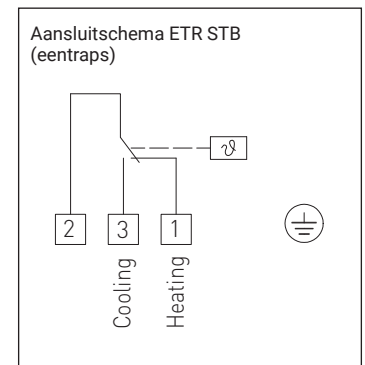 Aansluitschema ETR STB
(eentraps)
ϑ
2 3 1
Cooling
Heating